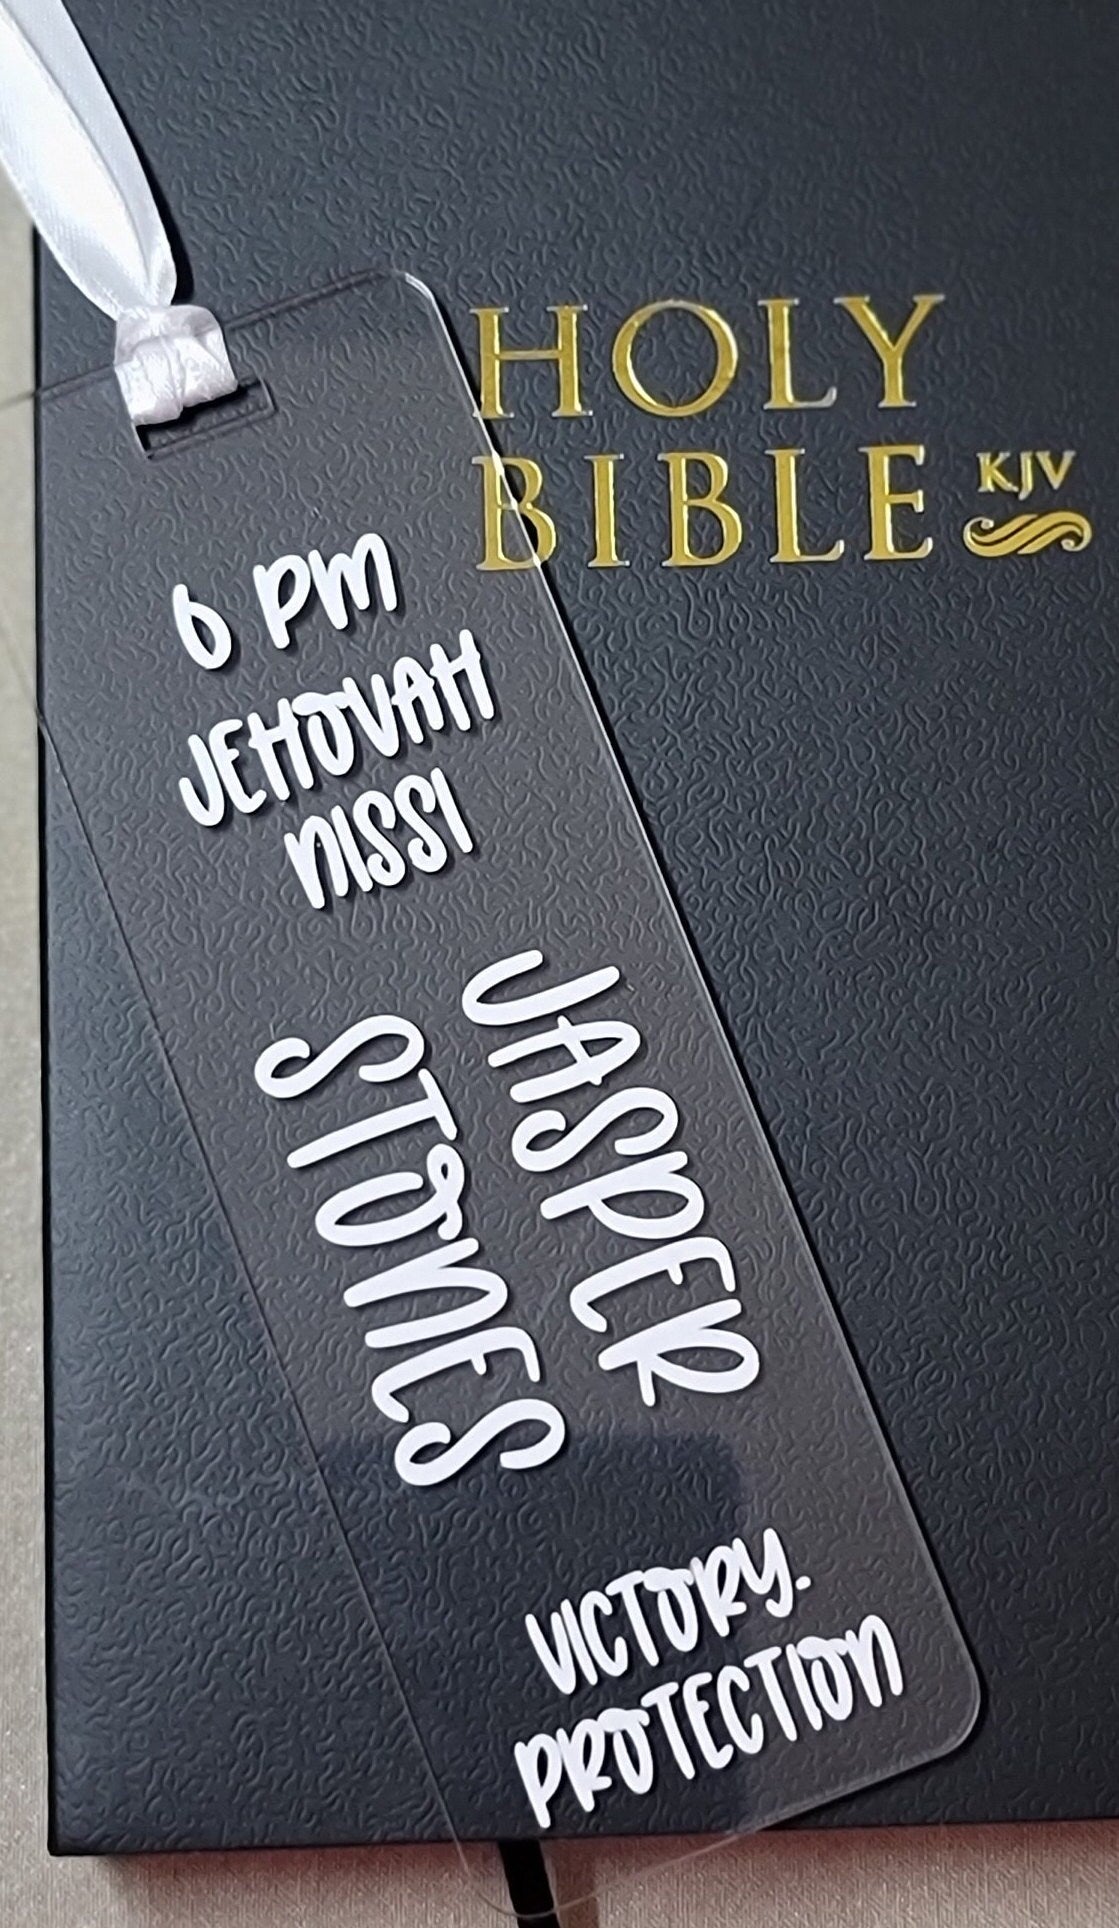 HOLY
BIBLE KJV
6 PM
JEHOVAH
NISSI
JASPER
STONES
VICTORY.
PROTECTION